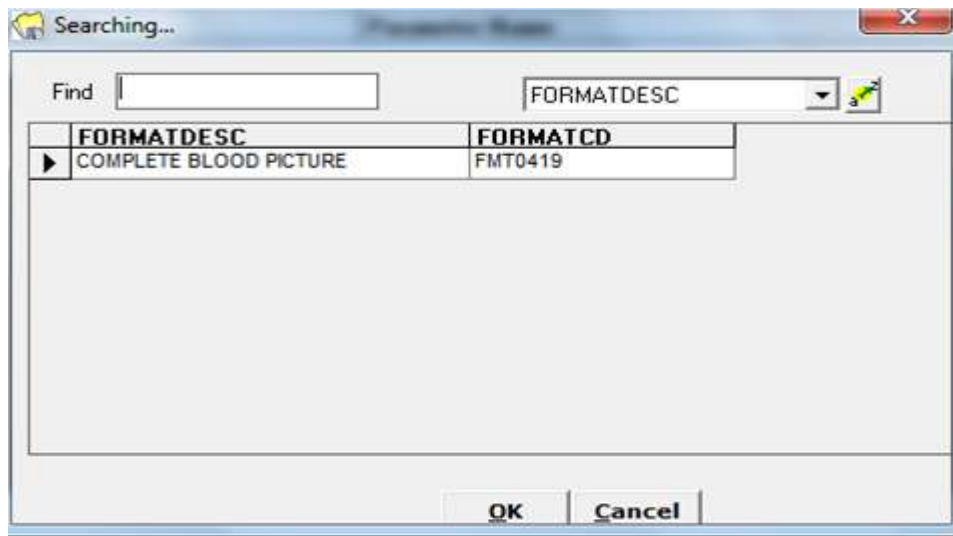 Searching...
Find
FORMATDESC
FORMATDESC FORMATCD
COMPLETE BLOOD PICTURE FMT0419
OK Cancel